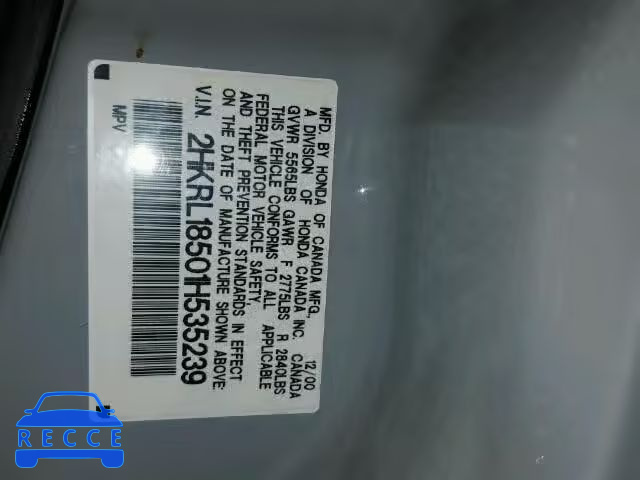 MFD. BY HONDA OF CANADA MFG.,
A DIVISION OF HONDA CANADA INC. 12/00
GVWR 5565LBS GAWR F 2775LBS R 2840LBS CANADA
THIS VEHICLE CONFORMS TO ALL APPLICABLE
FEDERAL MOTOR VEHICLE SAFETY,
AND THEFT PREVENTION STANDARDS IN EFFECT
ON THE DATE OF MANUFACTURE SHOWN ABOVE:
V.I.N. 2HKRL18501H535239
MPV
RECCE